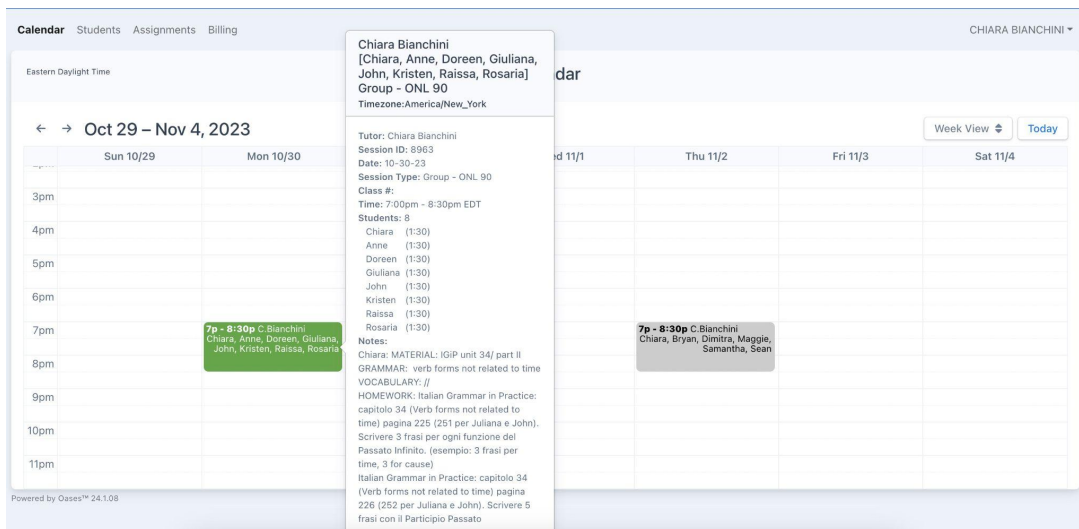 Calendar Students Assignments Billing
CHIARA BIANCHINI
Eastern Daylight Time
dar
← → Oct 29 – Nov 4, 2023
Week View
Today
Sun 10/29 Mon 10/30 ed 11/1 Thu 11/2 Fri 11/3 Sat 11/4
3pm
4pm
5pm
6pm
7pm
8pm
9pm
10pm
11pm
7p - 8:30p C.Bianchini
Chiara, Anne, Doreen, Giuliana,
John, Kristen, Raissa, Rosaria
Chiara Bianchini
[Chiara, Anne, Doreen, Giuliana,
John, Kristen, Raissa, Rosaria]
Group - ONL 90
Timezone:America/New_York
Tutor: Chiara Bianchini
Session ID: 8963
Date: 10-30-23
Session Type: Group - ONL 90
Class #:
Time: 7:00pm - 8:30pm EDT
Students: 8
Chiara (1:30)
Anne (1:30)
Doreen (1:30)
Giuliana (1:30)
John (1:30)
Kristen (1:30)
Raissa (1:30)
Rosaria (1:30)
Notes:
Chiara: MATERIAL: IGiP unit 34/ part II
GRAMMAR: verb forms not related to time
VOCABULARY: //
HOMEWORK: Italian Grammar in Practice:
capitolo 34 (Verb forms not related to
time) pagina 225 (251 per Juliana e John).
Scrivere 3 frasi per ogni funzione del
Passato Infinito. (esempio: 3 frasi per
time, 3 for cause)
Italian Grammar in Practice: capitolo 34
(Verb forms not related to time) pagina
226 (252 per Juliana e John). Scrivere 5
frasi con il Participio Passato
7p - 8:30p C.Bianchini
Chiara, Bryan, Dimitra, Maggie,
Samantha, Sean
Powered by Oases™ 24.1.08